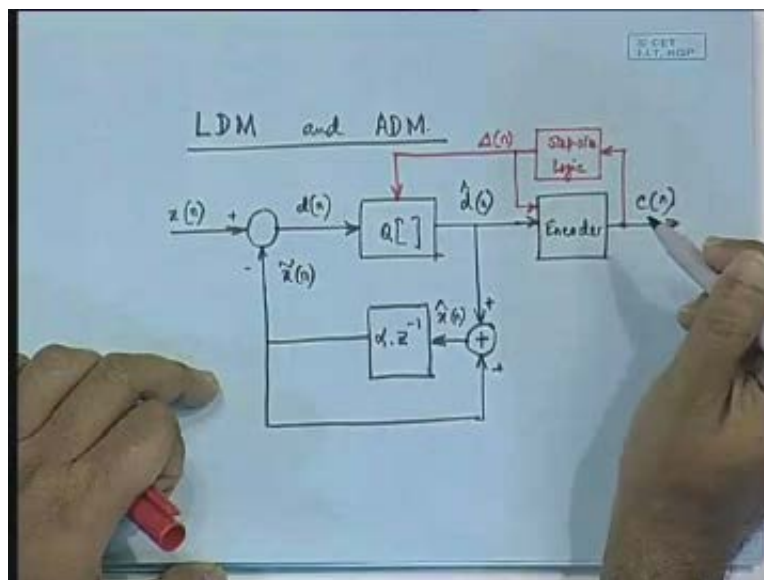 © CET
I.I.T. KGP
LDM and ADM.
Δ(n)
Step-size
Logic
x(n)
+
d(n)
Q[ ]
d̂(n)
Encoder
c(n)
-
x̃(n)
α.z⁻¹
x̂(n)
+
+
+